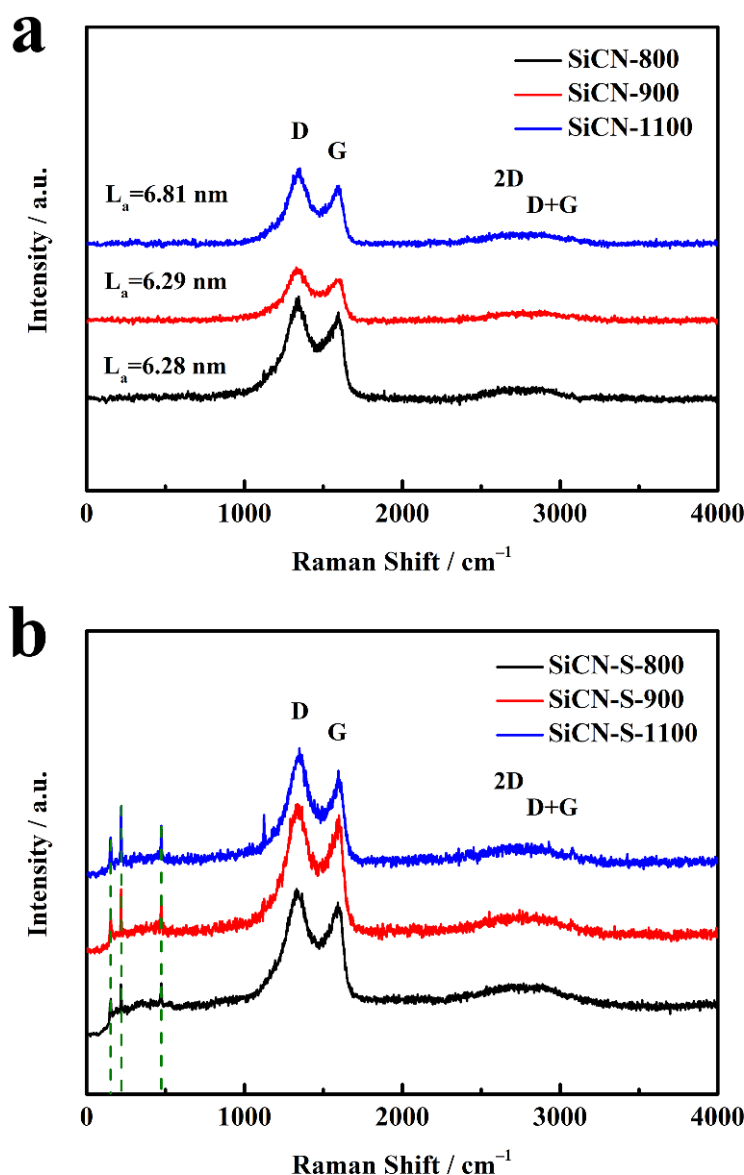 a
SiCN-800
SiCN-900
SiCN-1100
D
G
2D
D+G
Lₐ=6.81 nm
Lₐ=6.29 nm
Lₐ=6.28 nm
Intensity / a.u.
0 1000 2000 3000 4000
Raman Shift / cm⁻¹
b
SiCN-S-800
SiCN-S-900
SiCN-S-1100
D
G
2D
D+G
Intensity / a.u.
0 1000 2000 3000 4000
Raman Shift / cm⁻¹